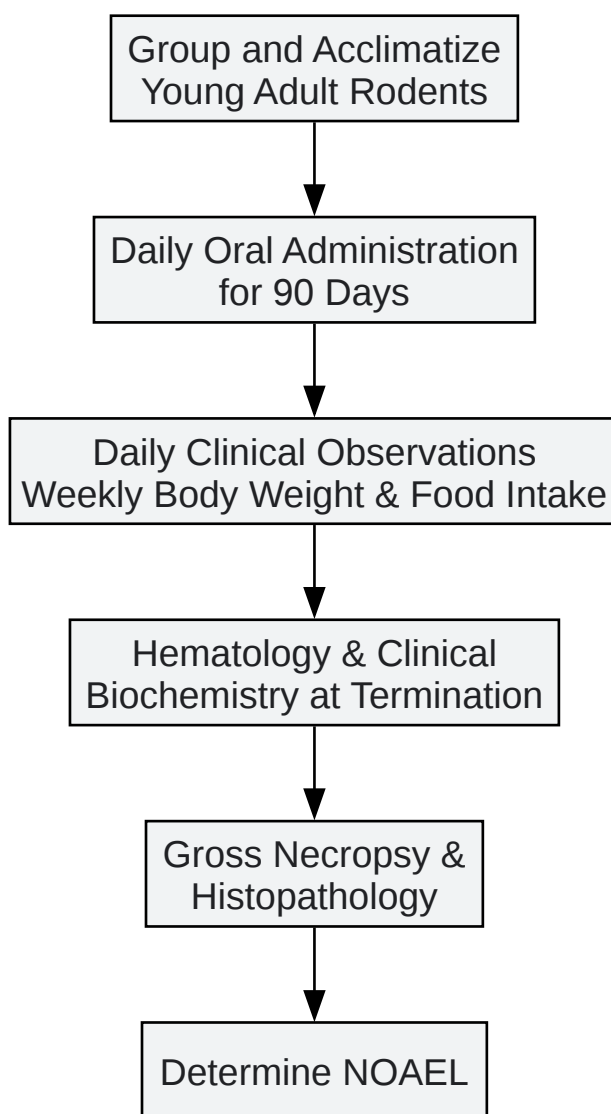 Group and Acclimatize
Young Adult Rodents
Daily Oral Administration
for 90 Days
Daily Clinical Observations
Weekly Body Weight & Food Intake
Hematology & Clinical
Biochemistry at Termination
Gross Necropsy &
Histopathology
Determine NOAEL